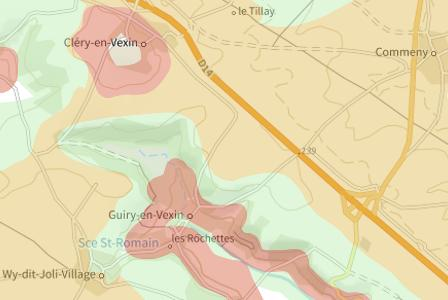 le Tillay
Cléry-en-Vexin
Commeny
D14
139
Guiry-en-Vexin
les Rochettes
Sce St-Romain
Wy-dit-Joli-Village